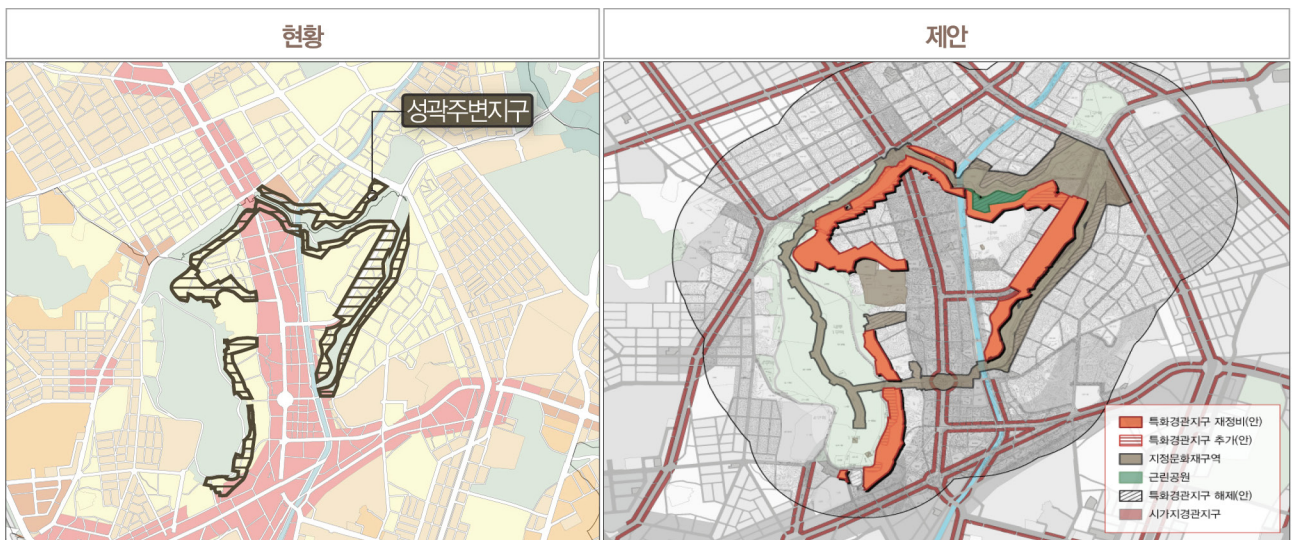 현황
제안
성곽주변지구
특화경관지구 재정비(안)
특화경관지구 추가(안)
지정문화재구역
근린공원
특화경관지구 해제(안)
시가지경관지구